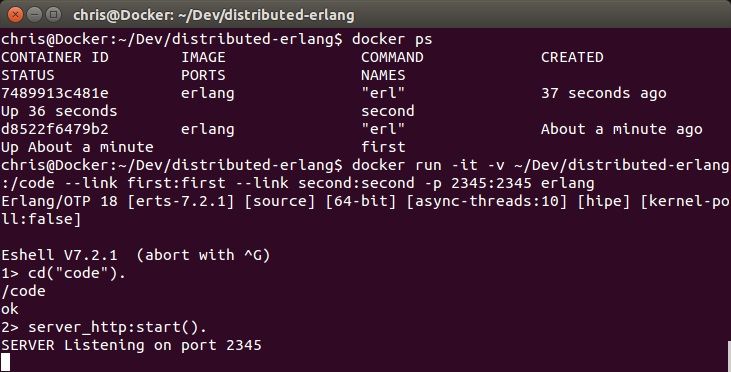 chris@Docker: ~/Dev/distributed-erlang
chris@Docker:~/Dev/distributed-erlang$ docker ps
CONTAINER ID        IMAGE               COMMAND             CREATED
STATUS              PORTS               NAMES
7489913c481e        erlang              "erl"               37 seconds ago
Up 36 seconds                           second
d8522f6479b2        erlang              "erl"               About a minute ago
Up About a minute                       first
chris@Docker:~/Dev/distributed-erlang$ docker run -it -v ~/Dev/distributed-erlang
:/code --link first:first --link second:second -p 2345:2345 erlang
Erlang/OTP 18 [erts-7.2.1] [source] [64-bit] [async-threads:10] [hipe] [kernel-po
ll:false]
Eshell V7.2.1  (abort with ^G)
1> cd("code").
/code
ok
2> server_http:start().
SERVER Listening on port 2345